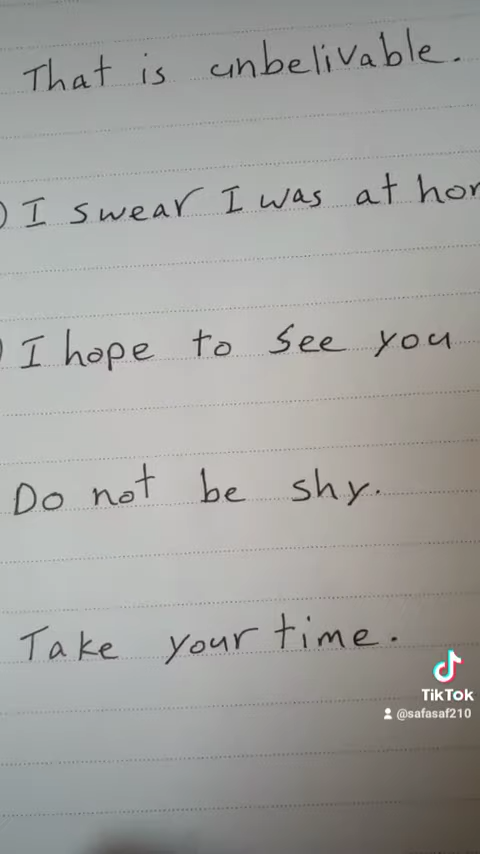 That is unbelivable.
) I swear I was at hom
) I hope to see you
Do not be shy.
Take your time.
TikTok
@safasaf210